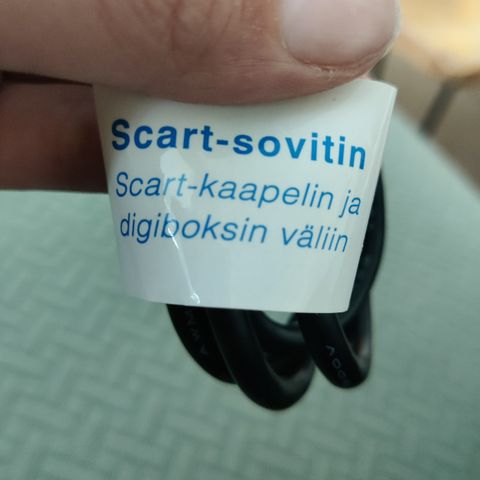 Scart-sovitin
Scart-kaapelin ja
digiboksin väliin